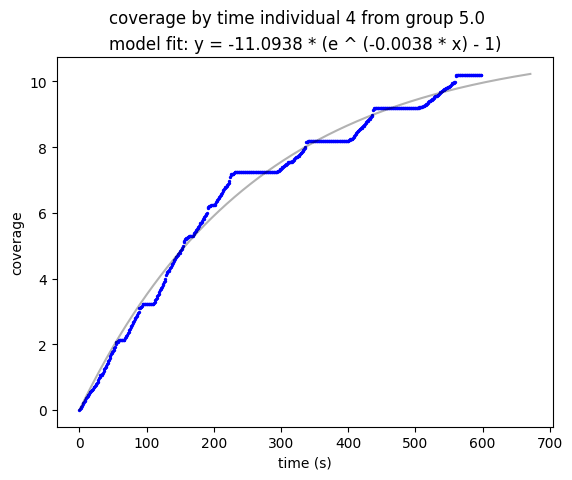 coverage by time individual 4 from group 5.0
model fit: y = -11.0938 * (e ^ (-0.0038 * x) - 1)
10
8
6
4
2
0
coverage
0 100 200 300 400 500 600 700
time (s)